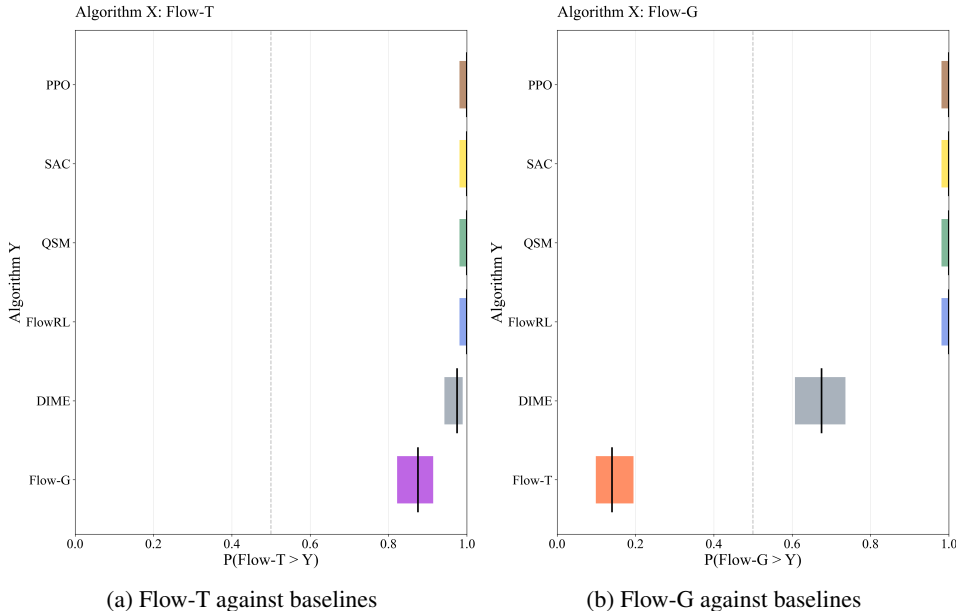 Algorithm X: Flow-T
Algorithm Y
PPO
SAC
QSM
FlowRL
DIME
Flow-G
0.0 0.2 0.4 0.6 0.8 1.0
P(Flow-T > Y)
(a) Flow-T against baselines
Algorithm X: Flow-G
Algorithm Y
PPO
SAC
QSM
FlowRL
DIME
Flow-T
0.0 0.2 0.4 0.6 0.8 1.0
P(Flow-G > Y)
(b) Flow-G against baselines